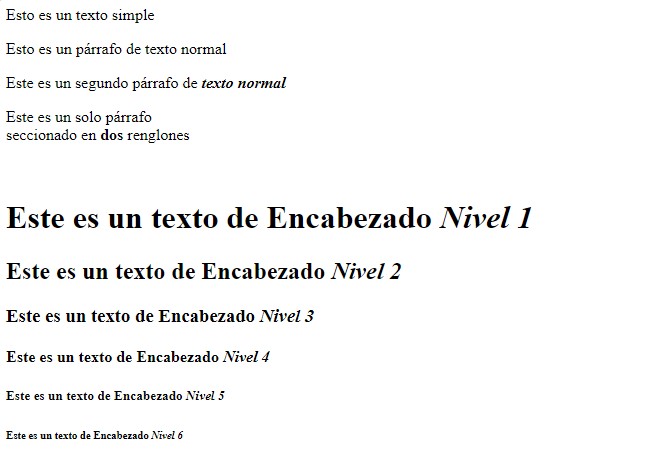 Esto es un texto simple
Esto es un párrafo de texto normal
Este es un segundo párrafo de texto normal
Este es un solo párrafo
seccionado en dos renglones
Este es un texto de Encabezado Nivel 1
Este es un texto de Encabezado Nivel 2
Este es un texto de Encabezado Nivel 3
Este es un texto de Encabezado Nivel 4
Este es un texto de Encabezado Nivel 5
Este es un texto de Encabezado Nivel 6